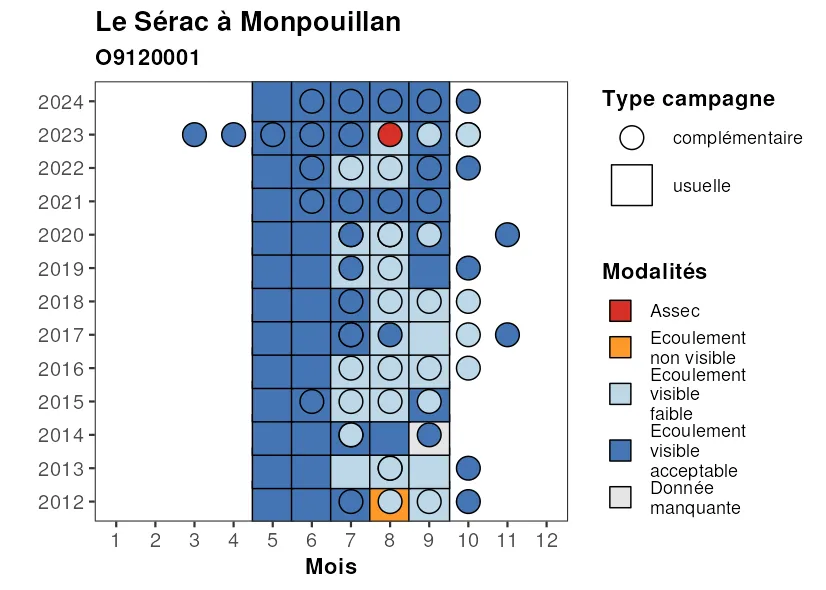 Le Sérac à Monpouillan
O9120001
2024
2023
2022
2021
2020
2019
2018
2017
2016
2015
2014
2013
2012
1 2 3 4 5 6 7 8 9 10 11 12
Mois
Type campagne
complémentaire
usuelle
Modalités
Assec
Ecoulement
non visible
Ecoulement
visible
faible
Ecoulement
visible
acceptable
Donnée
manquante